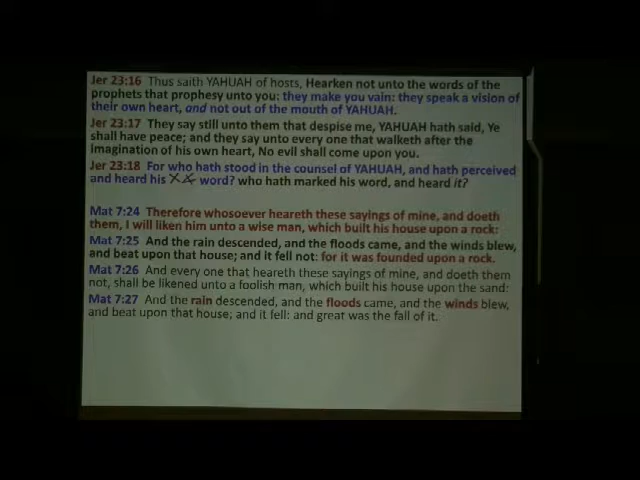 Jer 23:16 Thus saith YAHUAH of hosts, Hearken not unto the words of the
prophets that prophesy unto you: they make you vain: they speak a vision of
their own heart, and not out of the mouth of YAHUAH.
Jer 23:17 They say still unto them that despise me, YAHUAH hath said, Ye
shall have peace; and they say unto every one that walketh after the
imagination of his own heart, No evil shall come upon you.
Jer 23:18 For who hath stood in the counsel of YAHUAH, and hath perceived
and heard his word? who hath marked his word, and heard it?
Mat 7:24 Therefore whosoever heareth these sayings of mine, and doeth
them, I will liken him unto a wise man, which built his house upon a rock:
Mat 7:25 And the rain descended, and the floods came, and the winds blew,
and beat upon that house; and it fell not: for it was founded upon a rock.
Mat 7:26 And every one that heareth these sayings of mine, and doeth them
not, shall be likened unto a foolish man, which built his house upon the sand:
Mat 7:27 And the rain descended, and the floods came, and the winds blew,
and beat upon that house; and it fell: and great was the fall of it.